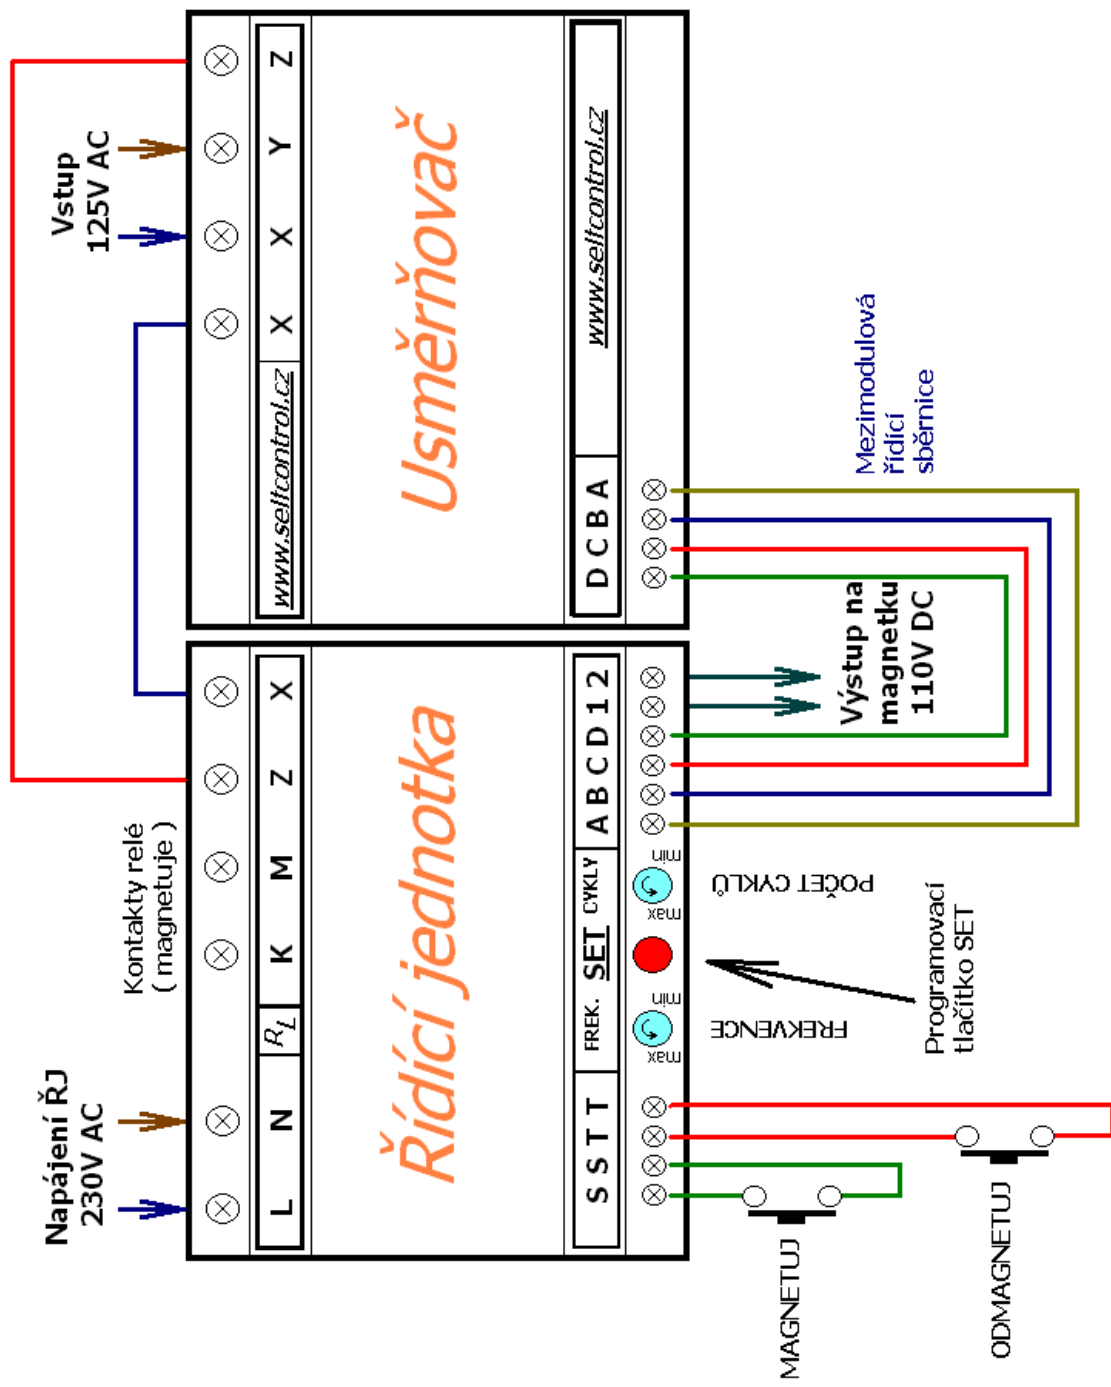 Napájení ŘJ
230V AC
Kontakty relé
( magnetuje )
Vstup
125V AC
L N R_L K M Z X
www.seltcontrol.cz X X Y Z
Řídící jednotka
Usměrňovač
S S T T FREK. SET CYKLY A B C D 1 2
D C B A www.seltcontrol.cz
max min
max min
FREKVENCE
POČET CYKLŮ
Programovací
tlačítko SET
Výstup na
magnetku
110V DC
Mezimodulová
řídící
sběrnice
MAGNETUJ
ODMAGNETUJ